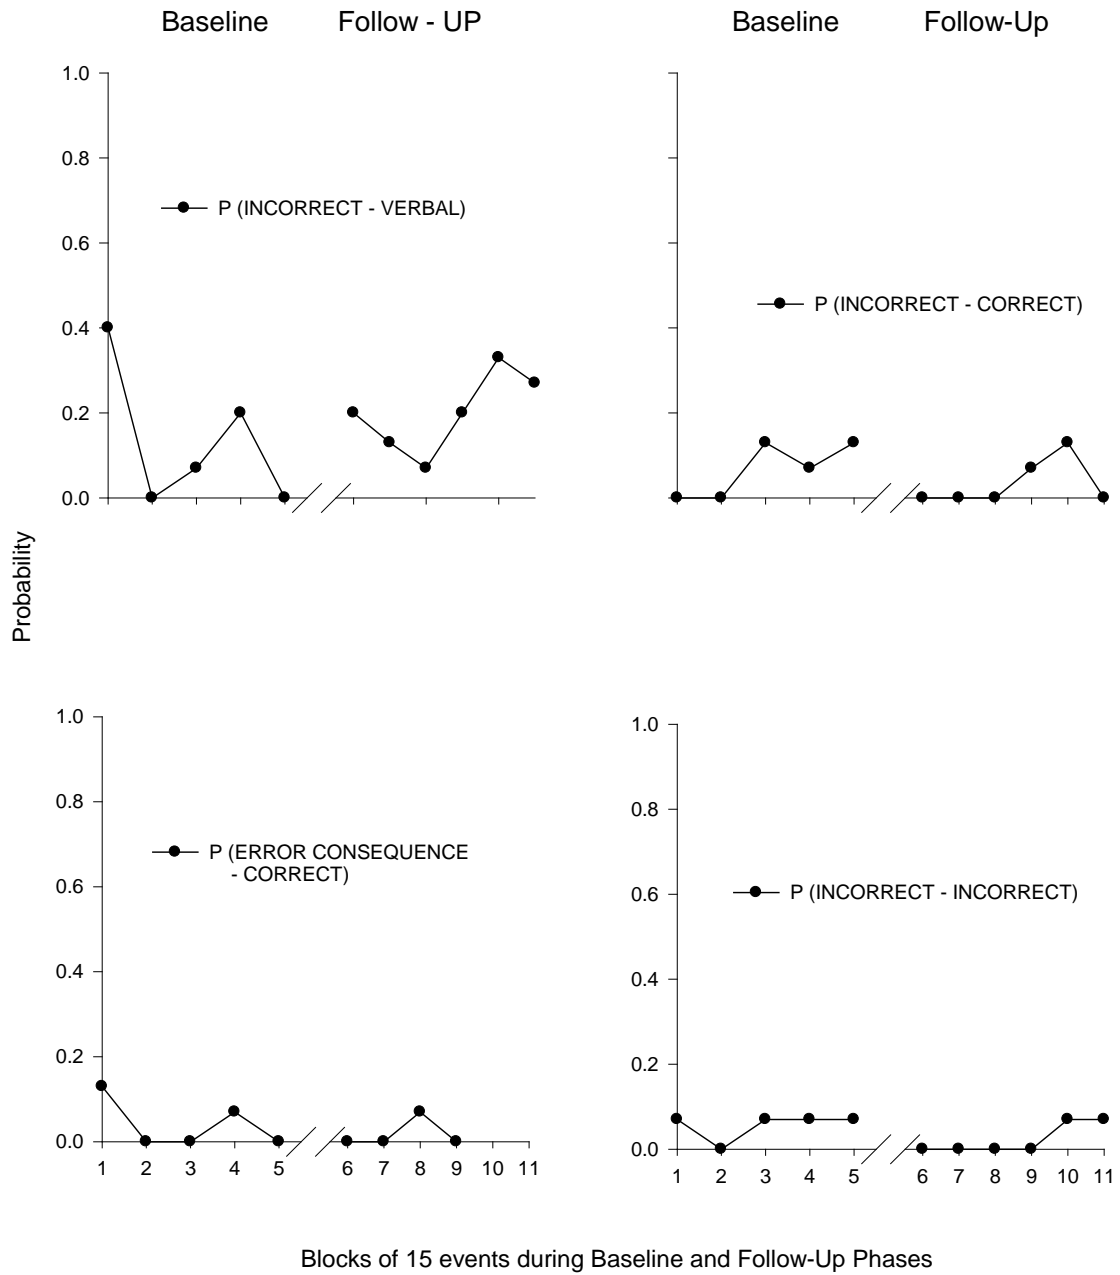 Baseline Follow - UP Baseline Follow-Up
1.0
0.8
P (INCORRECT - VERBAL)
0.6
0.4
0.2
0.0
P (INCORRECT - CORRECT)
Probability
1.0
0.8
P (ERROR CONSEQUENCE
- CORRECT)
0.6
0.4
0.2
0.0
1 2 3 4 5 6 7 8 9 10 11
1.0
0.8
P (INCORRECT - INCORRECT)
0.6
0.4
0.2
0.0
1 2 3 4 5 6 7 8 9 10 11
Blocks of 15 events during Baseline and Follow-Up Phases